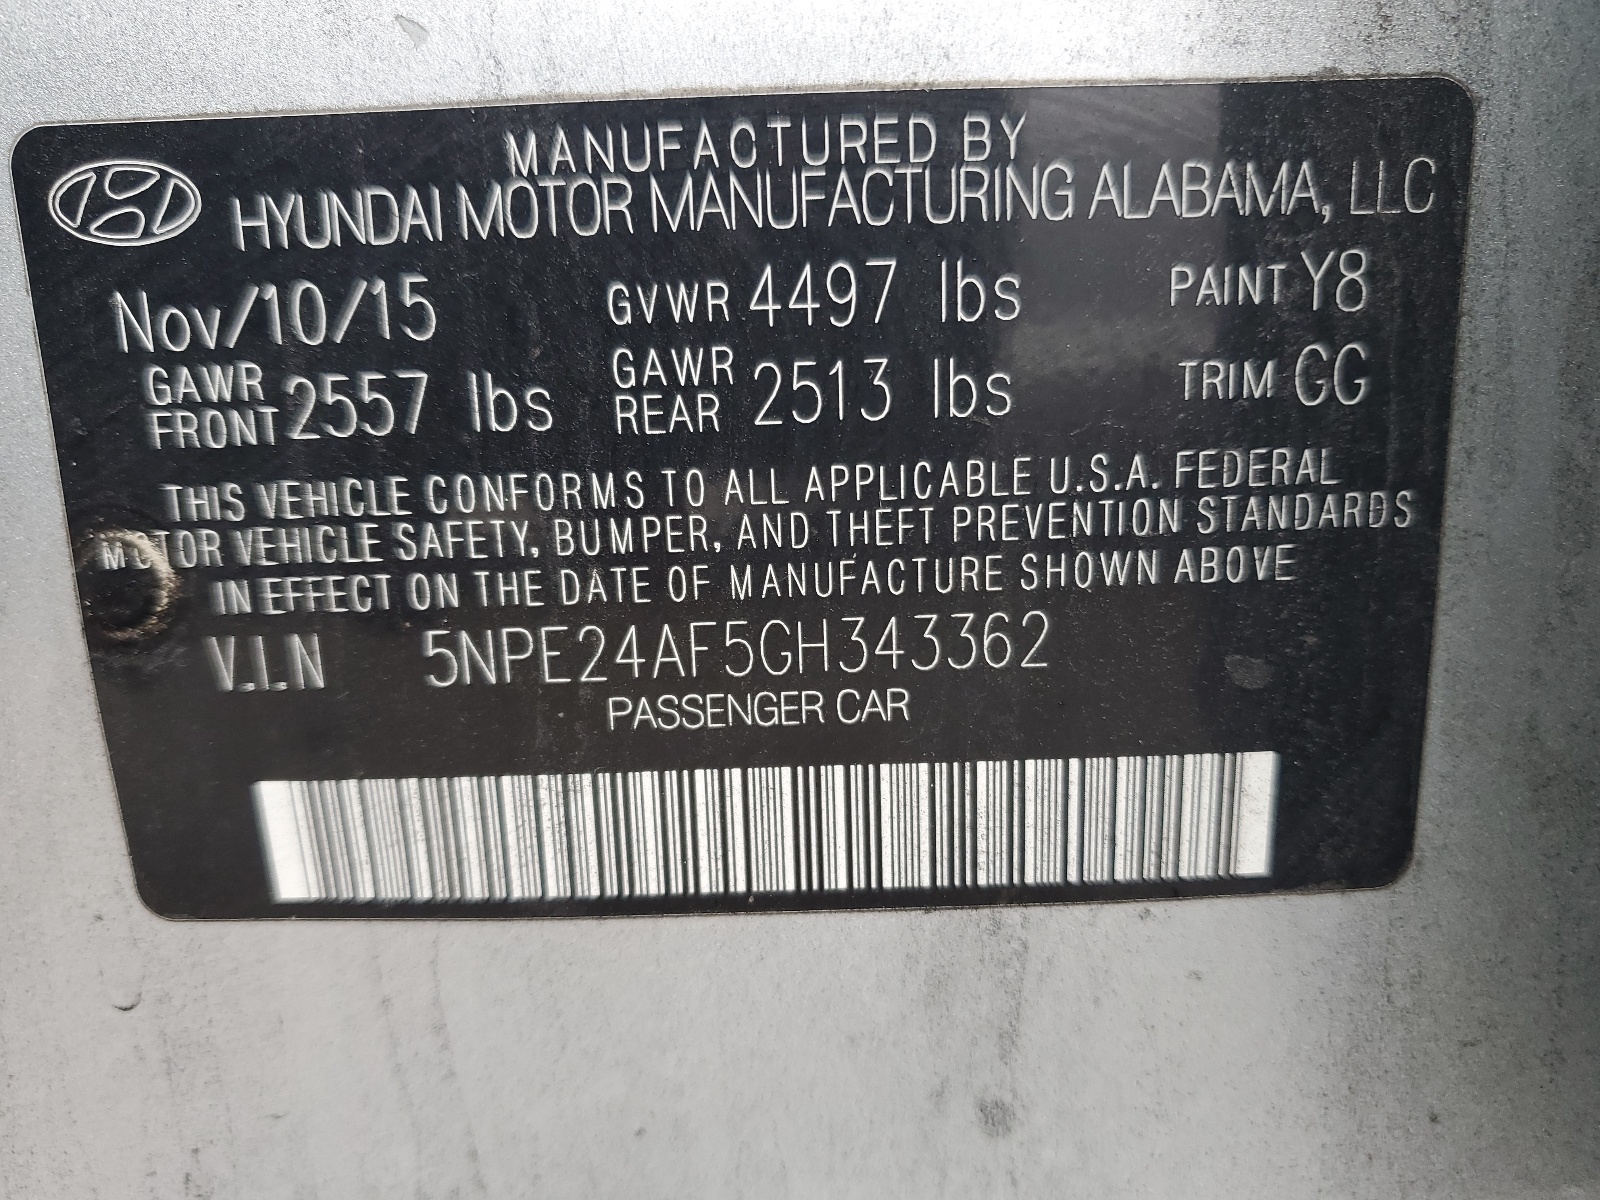 MANUFACTURED BY
HYUNDAI MOTOR MANUFACTURING ALABAMA, LLC
Nov/10/15 GVWR 4497 lbs PAINT Y8
GAWR FRONT 2557 lbs GAWR REAR 2513 lbs TRIM GG
THIS VEHICLE CONFORMS TO ALL APPLICABLE U.S.A. FEDERAL
MOTOR VEHICLE SAFETY, BUMPER, AND THEFT PREVENTION STANDARDS
IN EFFECT ON THE DATE OF MANUFACTURE SHOWN ABOVE
V.I.N 5NPE24AF5GH343362
PASSENGER CAR